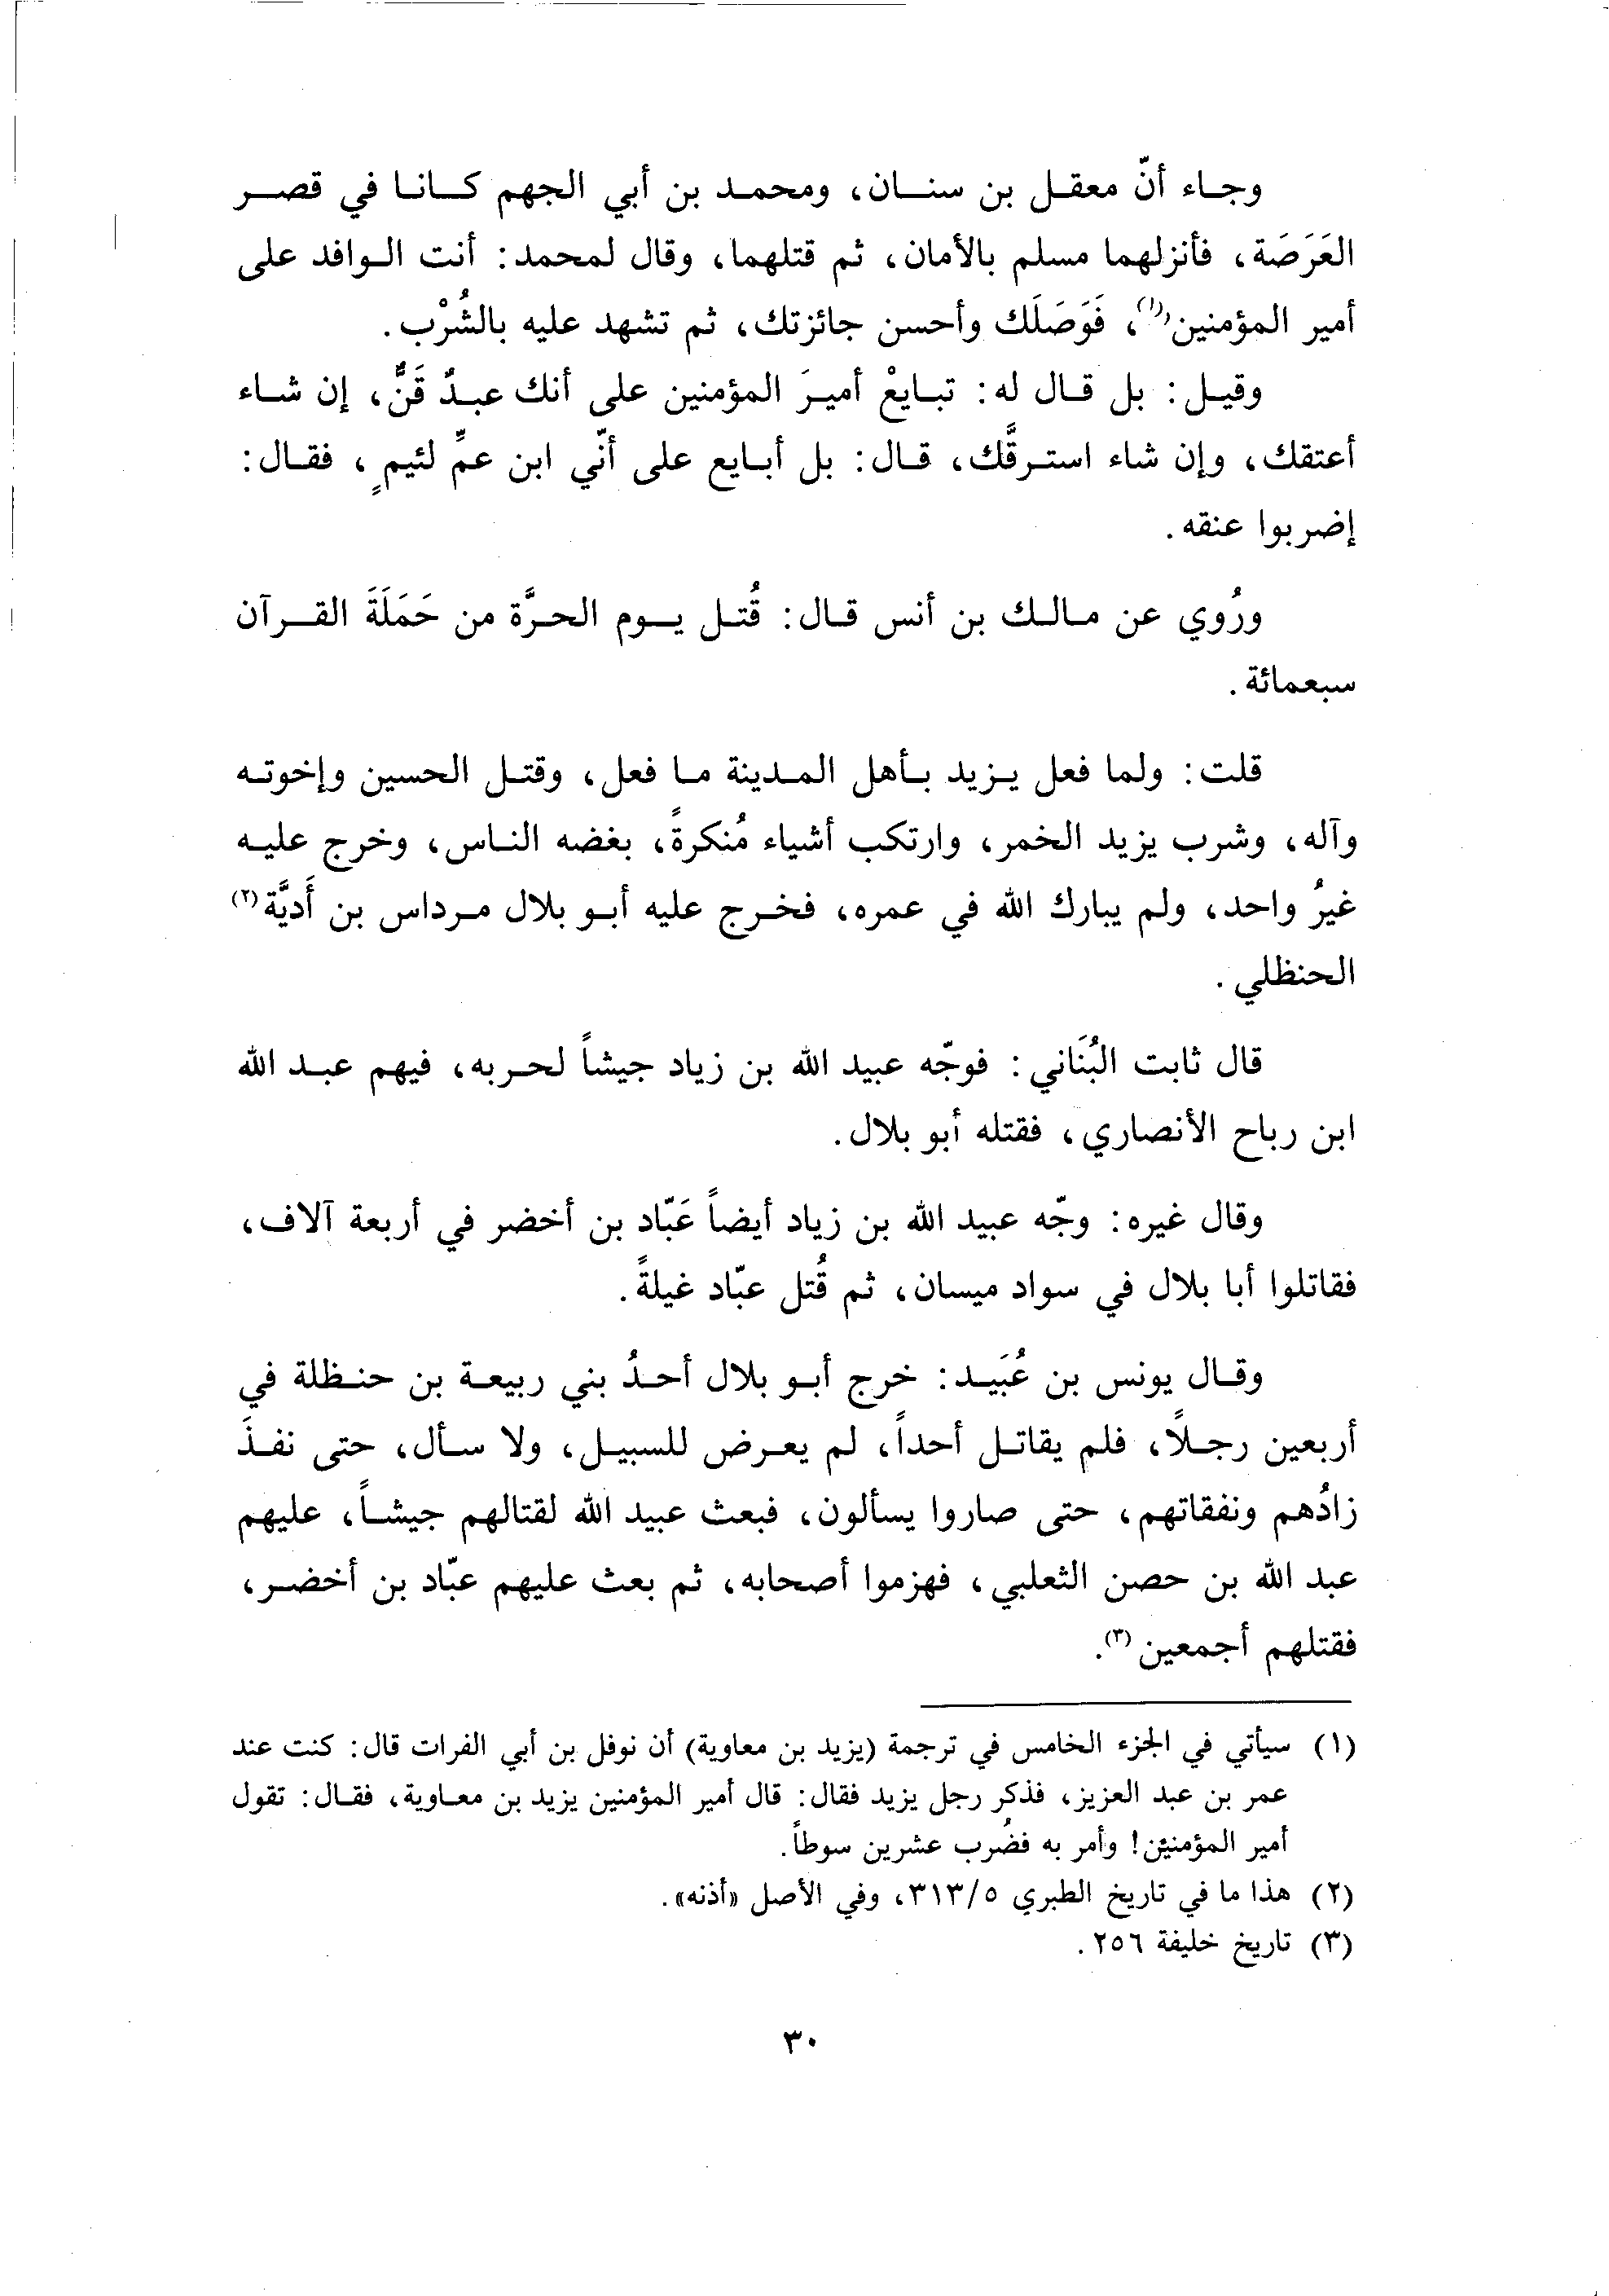 وجاء أنّ معقل بن سنان، ومحمد بن أبي الجهم كانا في قصر
العَرَصَة، فأنزلهما مسلم بالأمان، ثم قتلهما، وقال لمحمد: أنت الوافد على
أمير المؤمنين(١)، فَوَصَلَك وأحسن جائزتك، ثم تشهد عليه بالشُرْب.
وقيل: بل قال له: تبايعْ أميرَ المؤمنين على أنك عبدٌ قَنٌّ، إن شاء
أعتقك، وإن شاء استرقَّك، قال: بل أبايع على أنّي ابن عمٍّ لئيمٍ، فقال:
إضربوا عنقه.
ورُوي عن مالك بن أنس قال: قُتل يوم الحرَّة من حَمَلَةَ القرآن
سبعمائة.
قلت: ولما فعل يزيد بأهل المدينة ما فعل، وقتل الحسين وإخوته
وآله، وشرب يزيد الخمر، وارتكب أشياء مُنكرةً، بغضه الناس، وخرج عليه
غيرُ واحد، ولم يبارك الله في عمره، فخرج عليه أبو بلال مرداس بن أَديَّة(٢)
الحنظلي.
قال ثابت البُنَاني: فوجّه عبيد الله بن زياد جيشاً لحربه، فيهم عبد الله
ابن رباح الأنصاري، فقتله أبو بلال.
وقال غيره: وجّه عبيد الله بن زياد أيضاً عَبّاد بن أخضر في أربعة آلاف،
فقاتلوا أبا بلال في سواد ميسان، ثم قُتل عبّاد غيلةً.
وقال يونس بن عُبَيد: خرج أبو بلال أحدُ بني ربيعة بن حنظلة في
أربعين رجلاً، فلم يقاتل أحداً، لم يعرض للسبيل، ولا سأل، حتى نفذَ
زادُهم ونفقاتهم، حتى صاروا يسألون، فبعث عبيد الله لقتالهم جيشاً، عليهم
عبد الله بن حصن الثعلبي، فهزموا أصحابه، ثم بعث عليهم عبّاد بن أخضر،
فقتلهم أجمعين(٣).
(١) سيأتي في الجزء الخامس في ترجمة (يزيد بن معاوية) أن نوفل بن أبي الفرات قال: كنت عند
عمر بن عبد العزيز، فذكر رجل يزيد فقال: قال أمير المؤمنين يزيد بن معاوية، فقال: تقول
أمير المؤمنين! وأمر به فضُرب عشرين سوطاً.
(٢) هذا ما في تاريخ الطبري ٣١٣/٥، وفي الأصل «أذنه».
(٣) تاريخ خليفة ٢٥٦.
٣٠